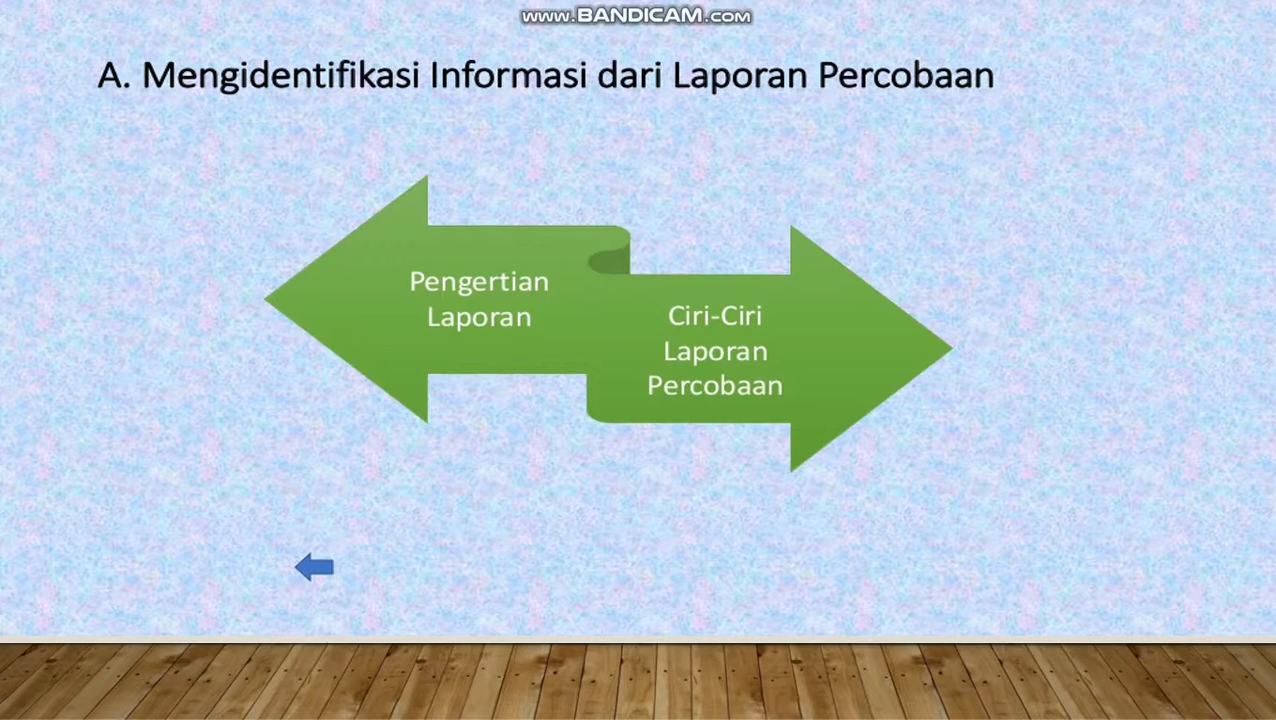 www.BANDICAM.com
A. Mengidentifikasi Informasi dari Laporan Percobaan
Pengertian
Laporan
Ciri-Ciri
Laporan
Percobaan